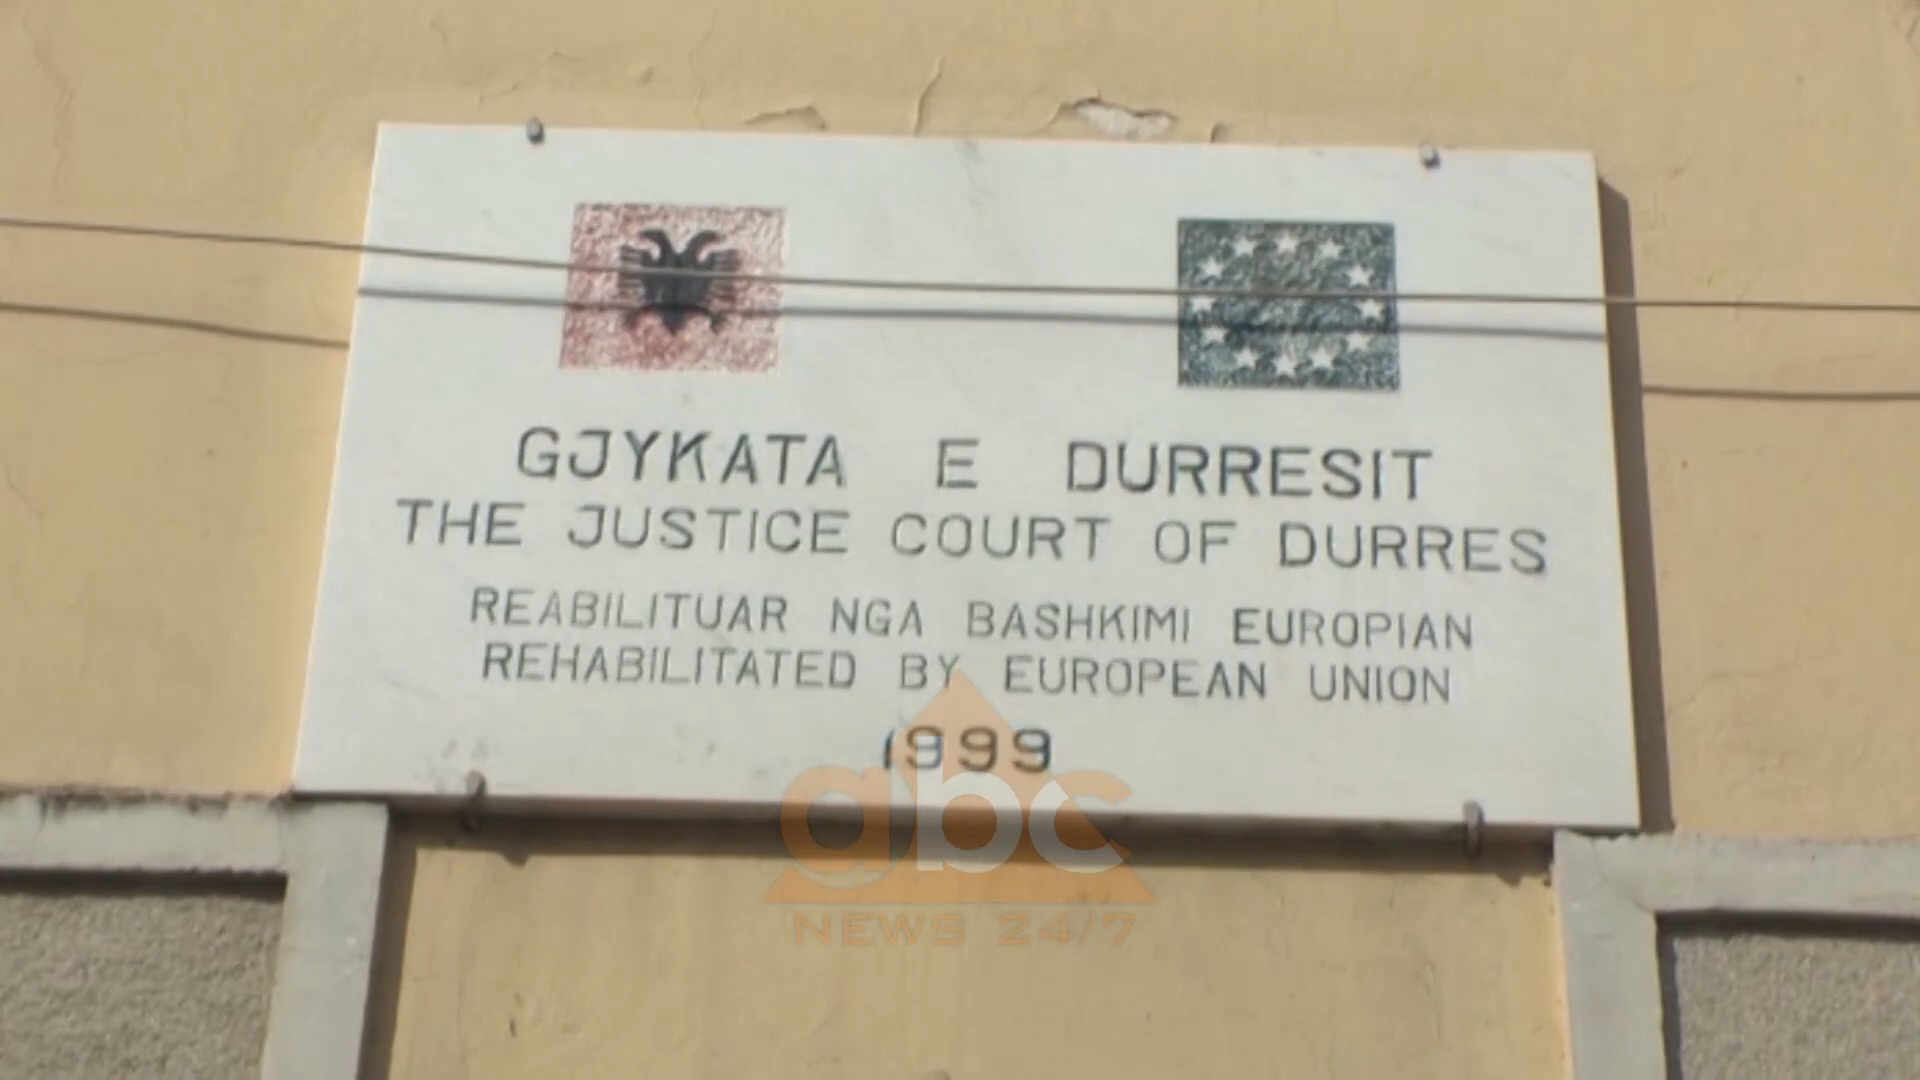 GJYKATA E DURRESIT
THE JUSTICE COURT OF DURRES
REABILITUAR NGA BASHKIMI EUROPIAN
REHABILITATED BY EUROPEAN UNION
1999
abc
NEWS 24/7